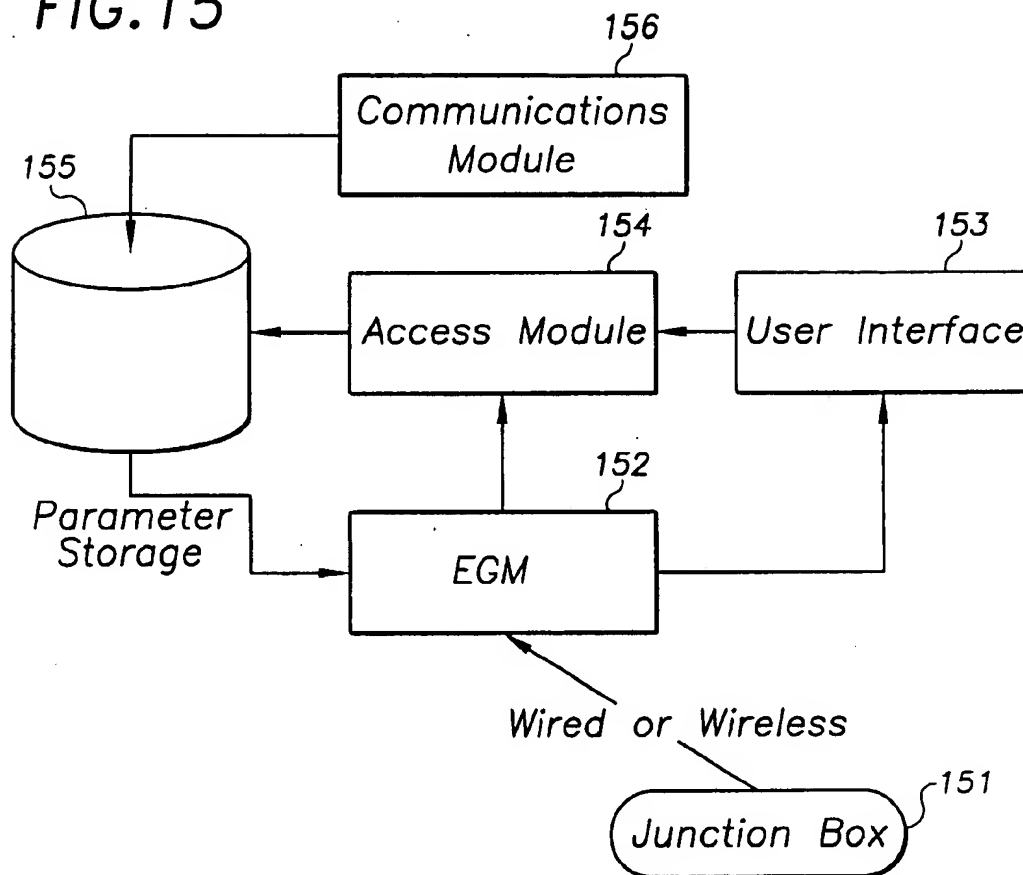 FIG. 15
156
Communications
Module
155
154
153
Access Module
User Interface
152
Parameter
Storage
EGM
Wired or Wireless
151
Junction Box